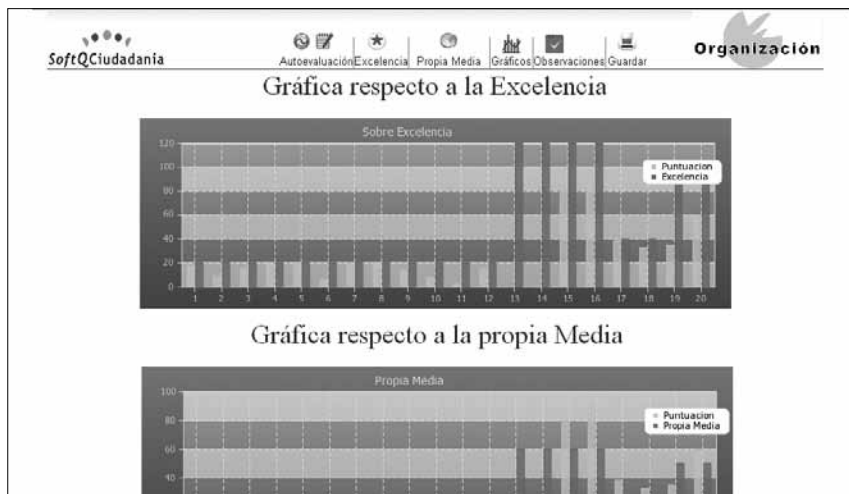 SoftQCiudadanía
Autoevaluación Excelencia Propia Media Gráficos Observaciones Guardar
Organización
Gráfica respecto a la Excelencia
Sobre Excelencia
120
100
80
60
40
20
0
Puntuacion
Excelencia
1 2 3 4 5 6 7 8 9 10 11 12 13 14 15 16 17 18 19 20
Gráfica respecto a la propia Media
Propia Media
100
80
60
40
Puntuacion
Propia Media